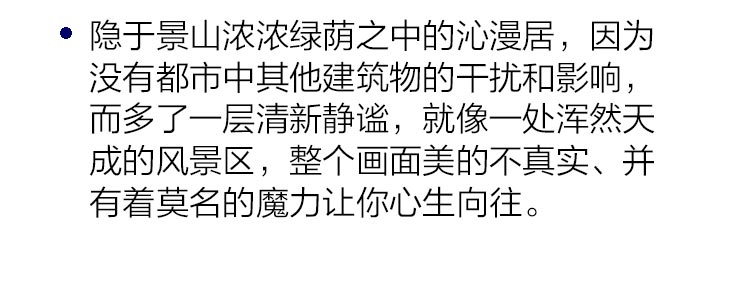 • 隐于景山浓浓绿荫之中的沁漫居，因为
没有都市中其他建筑物的干扰和影响，
而多了一层清新静谧，就像一处浑然天
成的风景区，整个画面美的不真实、并
有着莫名的魔力让你心生向往。